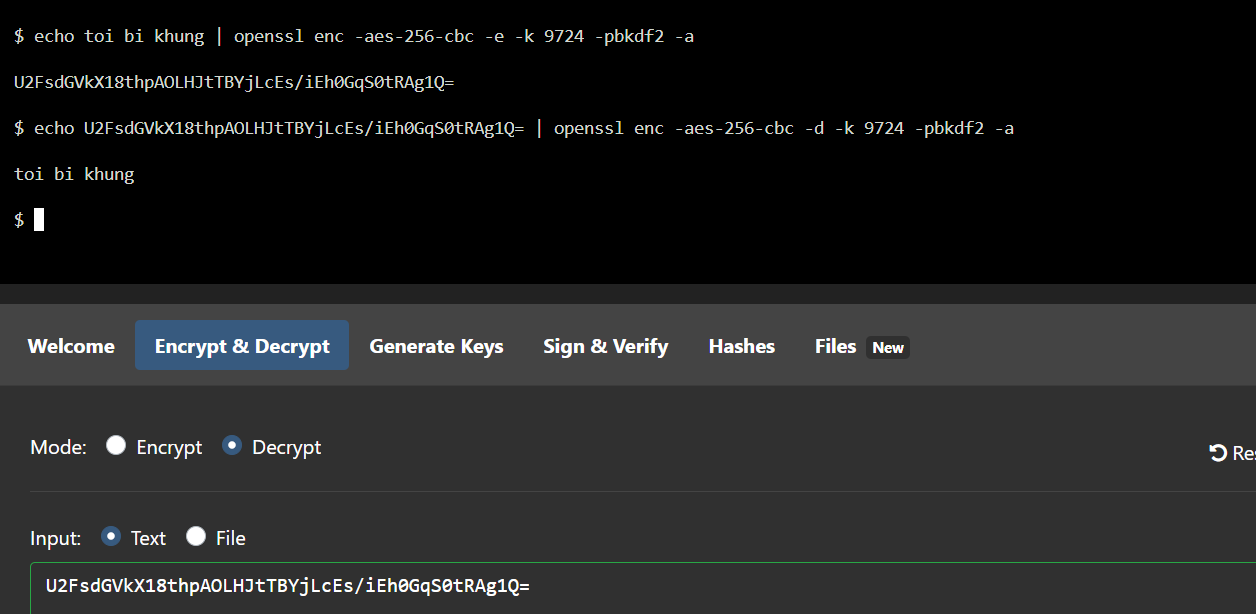 $ echo toi bi khung | openssl enc -aes-256-cbc -e -k 9724 -pbkdf2 -a
U2FsdGVkX18thpAOLHJtTBYjLcEs/iEh0GqS0tRAg1Q=
$ echo U2FsdGVkX18thpAOLHJtTBYjLcEs/iEh0GqS0tRAg1Q= | openssl enc -aes-256-cbc -d -k 9724 -pbkdf2 -a
toi bi khung
$
Welcome Encrypt & Decrypt Generate Keys Sign & Verify Hashes Files New
Mode: Encrypt Decrypt
Res
Input: Text File
U2FsdGVkX18thpAOLHJtTBYjLcEs/iEh0GqS0tRAg1Q=